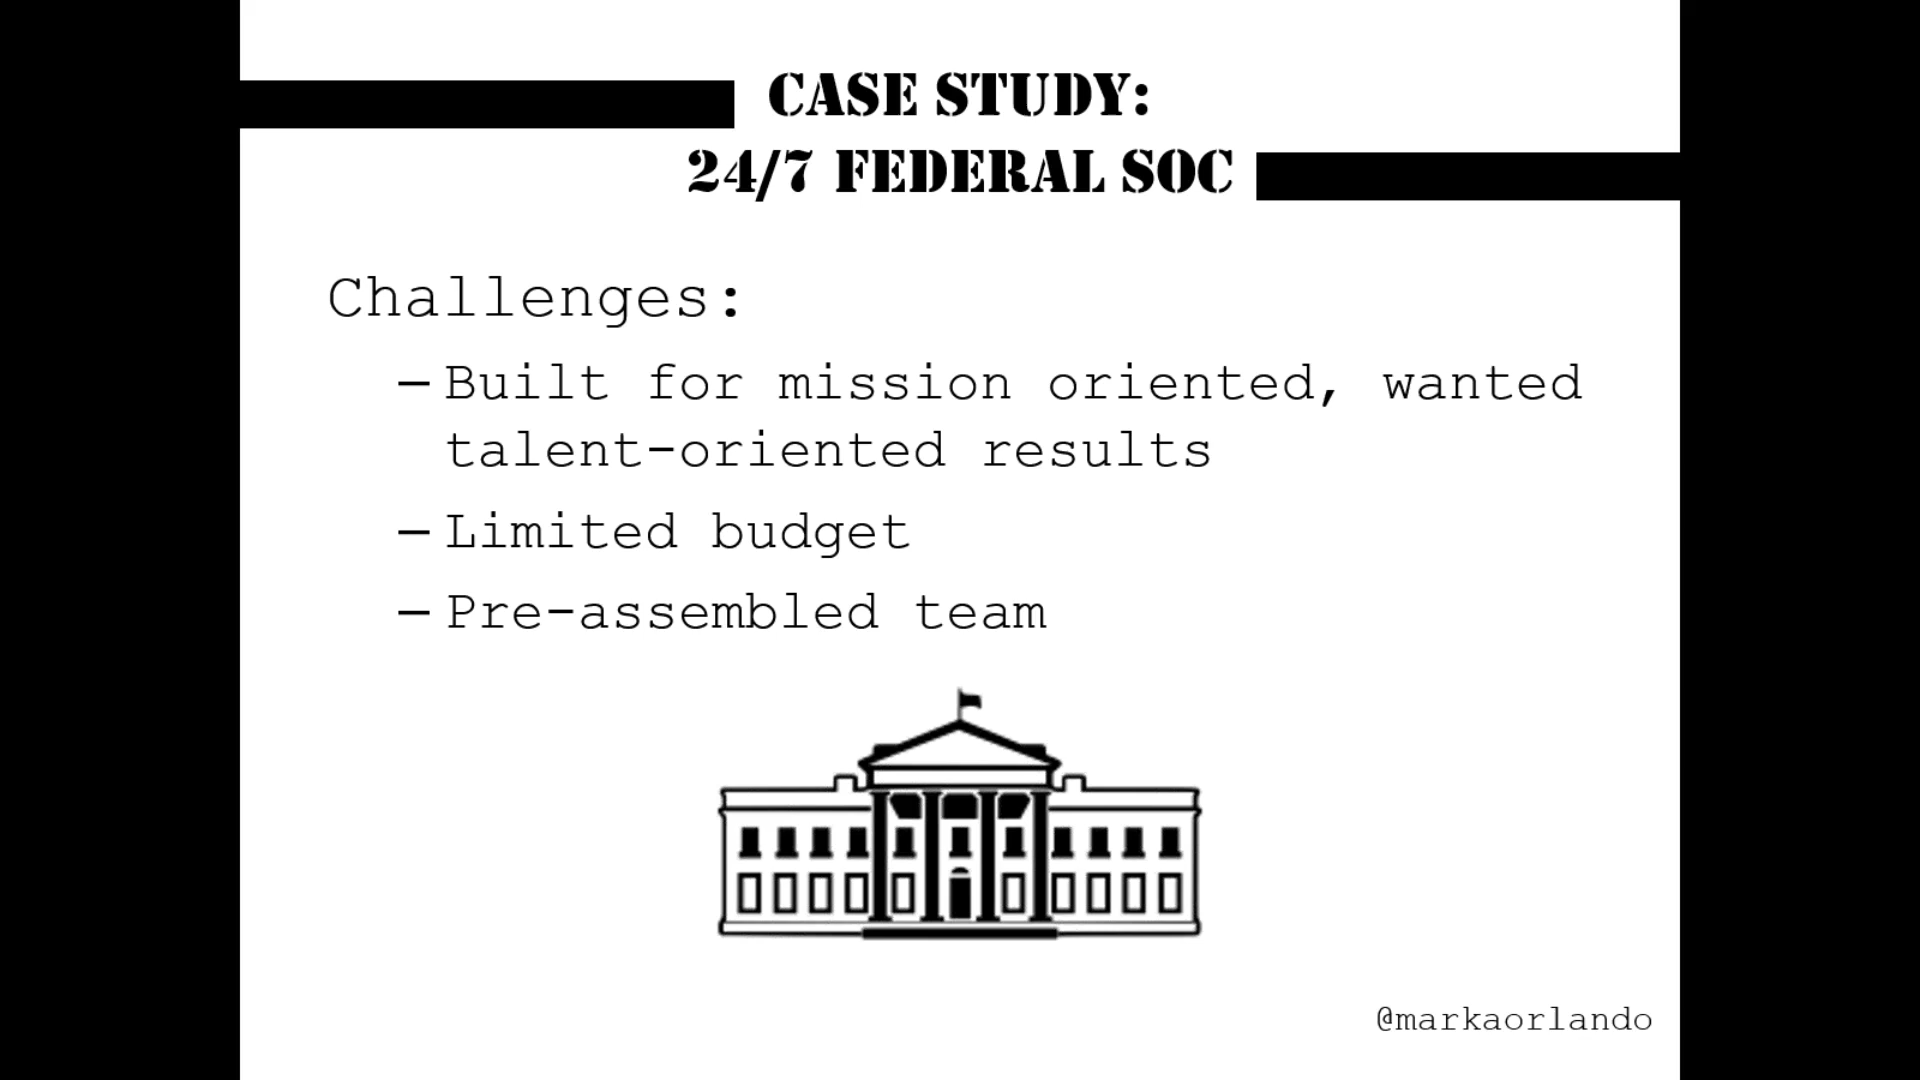 CASE STUDY:
24/7 FEDERAL SOC
Challenges:
– Built for mission oriented, wanted
talent-oriented results
– Limited budget
– Pre-assembled team
@markaorlando